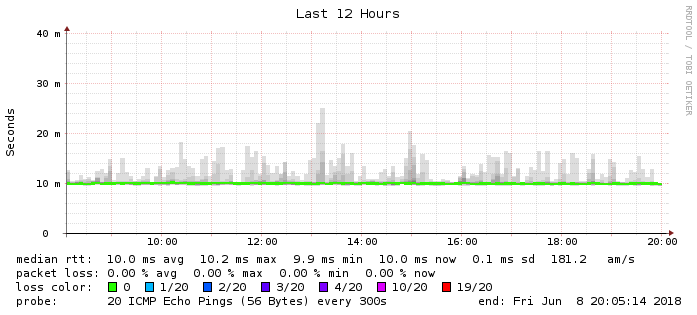 Last 12 Hours
RRDTOOL / TOBI OETIKER
Seconds
40 m
30 m
20 m
10 m
0
10:00 12:00 14:00 16:00 18:00 20:00
median rtt: 10.0 ms avg 10.2 ms max 9.9 ms min 10.0 ms now 0.1 ms sd 181.2 am/s
packet loss: 0.00 % avg 0.00 % max 0.00 % min 0.00 % now
loss color: 0 1/20 2/20 3/20 4/20 10/20 19/20
probe: 20 ICMP Echo Pings (56 Bytes) every 300s end: Fri Jun 8 20:05:14 2018